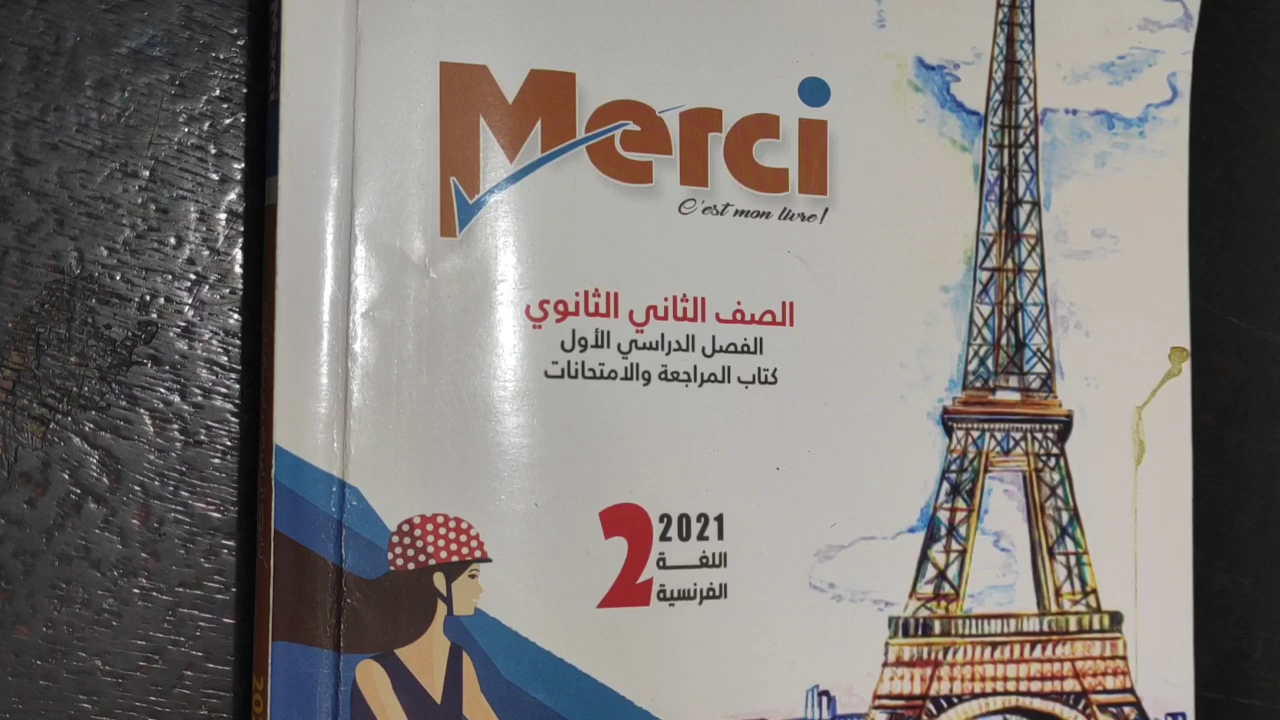 Merci
C'est mon livre!
الصف الثاني الثانوي
الفصل الدراسي الأول
كتاب المراجعة والامتحانات
2
2021
اللغة
الفرنسية